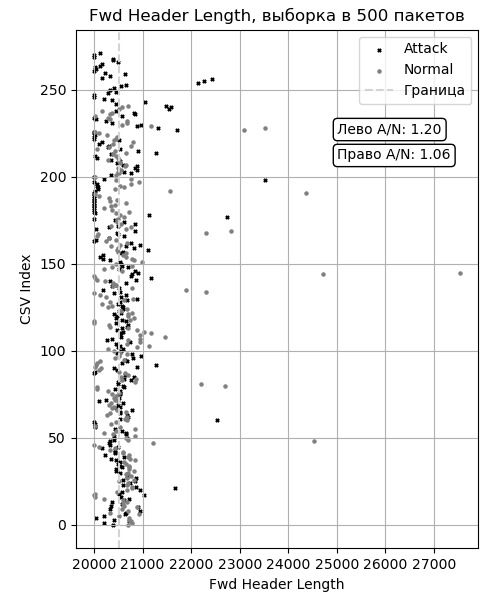 Fwd Header Length, выборка в 500 пакетов
Attack
Normal
Граница
Лево A/N: 1.20
Право A/N: 1.06
250
200
150
100
50
0
CSV Index
20000 21000 22000 23000 24000 25000 26000 27000
Fwd Header Length